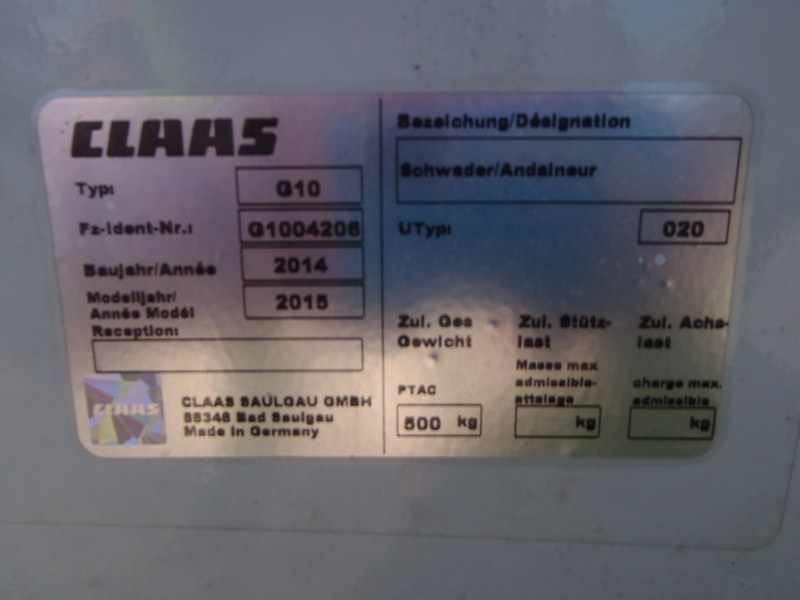 CLAAS
Typ: G10
Fz-Ident-Nr.: G1004206
Baujahr/Année 2014
Modelljahr/
Année Modél 2015
Reception:
CLAAS
CLAAS SAULGAU GMBH
88348 Bad Saulgau
Made in Germany
Bezeichung/Désignation
Schwader/Andaineur
UTyp: 020
Zul. Ges
Gewicht
PTAC
500 kg
Zul. Stütz-
last
Masse max
admissible-
attelage
kg
Zul. Achs-
last
charge max.
admissible
kg